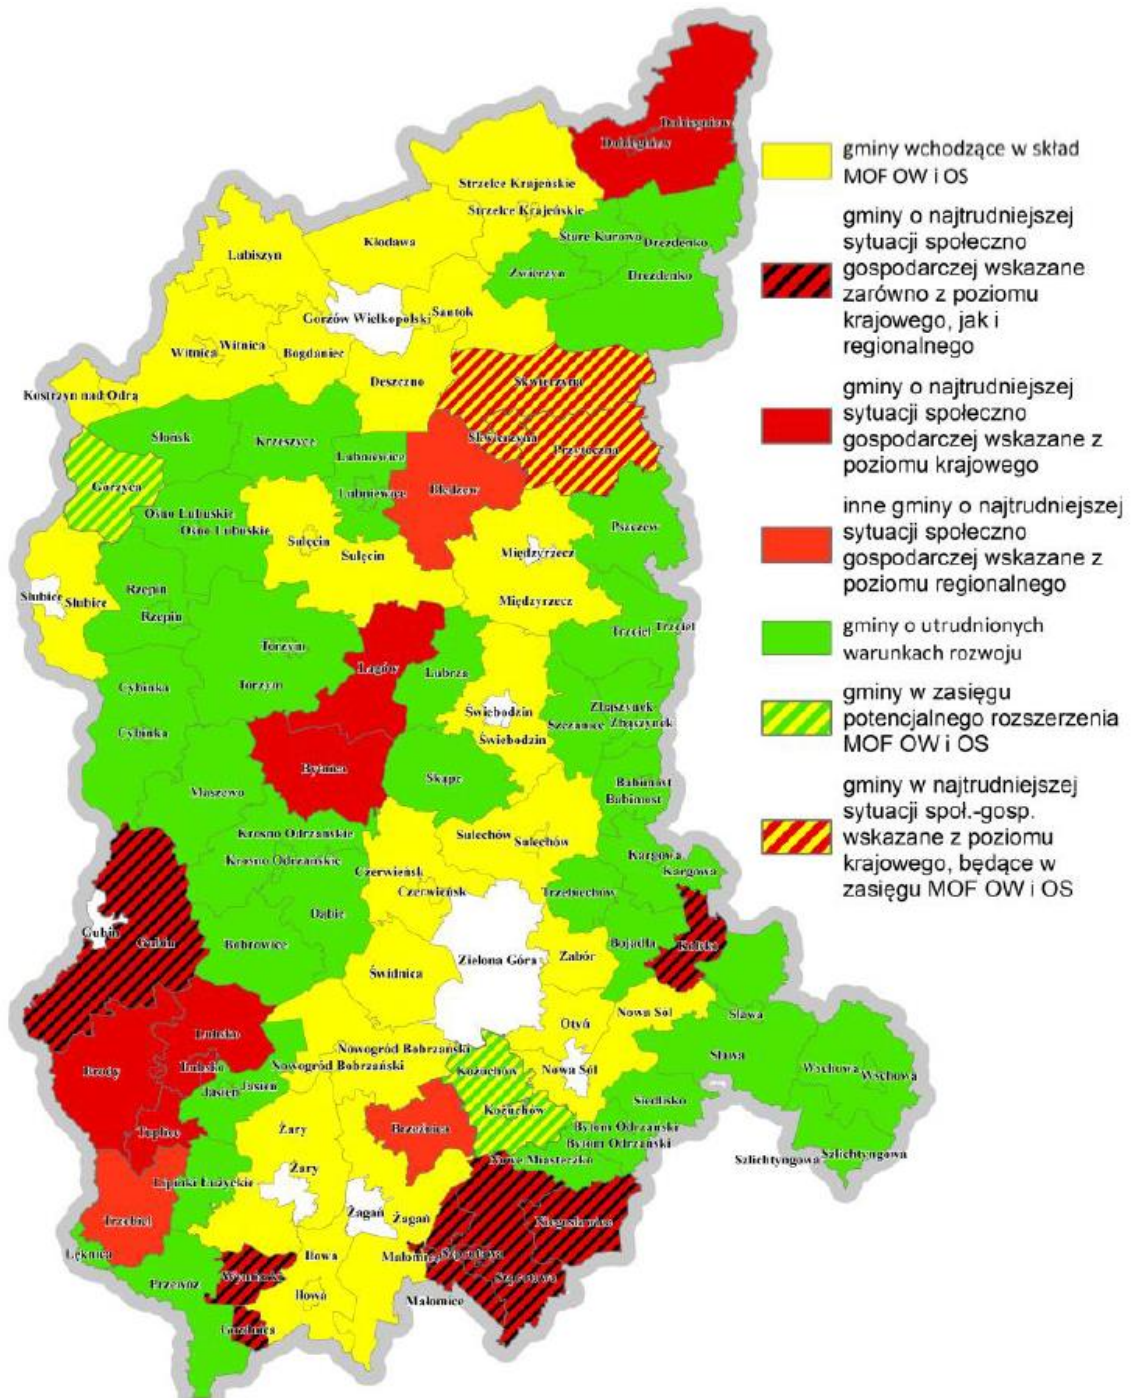 Dobiegniew
Dobiegniew
Strzelce Krajeńskie
Strzelce Krajeńskie
Stare Kurowo
Drezdenko
Kłodawa
Lubiszyn
Zwierzyn
Drezdenko
Gorzów Wielkopolski
Santok
Witnica
Witnica
Bogdaniec
Deszczno
Skwierzyna
Kostrzyn nad Odrą
Słońsk
Krzeszyce
Skwierzyna
Przytoczna
Lubniewice
Górzyca
Lubniewice
Bledzew
Ośno Lubuskie
Ośno Lubuskie
Pszczew
Sulęcin
Sulęcin
Międzyrzecz
Międzyrzecz
Słubice
Słubice
Rzepin
Rzepin
Trzciel
Trzciel
Torzym
Łagów
Lubrza
Cybinka
Torzym
Świebodzin
Zbąszynek
Szczaniec
Zbąszynek
Cybinka
Świebodzin
Bytnica
Skąpe
Babimost
Babimost
Maszewo
Krosno Odrzańskie
Sulechów
Sulechów
Krosno Odrzańskie
Czerwieńsk
Kargowa
Kargowa
Czerwieńsk
Trzebiechów
Dąbie
Gubin
Gubin
Bobrowice
Bojadła
Kolsko
Świdnica
Zielona Góra
Zabór
Lubsko
Otyń
Nowa Sól
Sława
Brody
Lubsko
Nowogród Bobrzański
Nowogród Bobrzański
Kożuchów
Nowa Sól
Sława
Wschowa
Wschowa
Jasień
Jasień
Tuplice
Żary
Brzeźnica
Kożuchów
Siedlisko
Bytom Odrzański
Bytom Odrzański
Żary
Nowe Miasteczko
Szlichtyngowa
Szlichtyngowa
Lipinki Łużyckie
Trzebiel
Żagań
Żagań
Niegosławice
Łęknica
Iłowa
Małomice
Szprotawa
Szprotawa
Przewóz
Wymiarki
Iłowa
Małomice
Gozdnica
gminy wchodzące w skład
MOF OW i OS
gminy o najtrudniejszej
sytuacji społeczno
gospodarczej wskazane
zarówno z poziomu
krajowego, jak i
regionalnego
gminy o najtrudniejszej
sytuacji społeczno
gospodarczej wskazane z
poziomu krajowego
inne gminy o najtrudniejszej
sytuacji społeczno
gospodarczej wskazane z
poziomu regionalnego
gminy o utrudnionych
warunkach rozwoju
gminy w zasięgu
potencjalnego rozszerzenia
MOF OW i OS
gminy w najtrudniejszej
sytuacji społ.-gosp.
wskazane z poziomu
krajowego, będące w
zasięgu MOF OW i OS